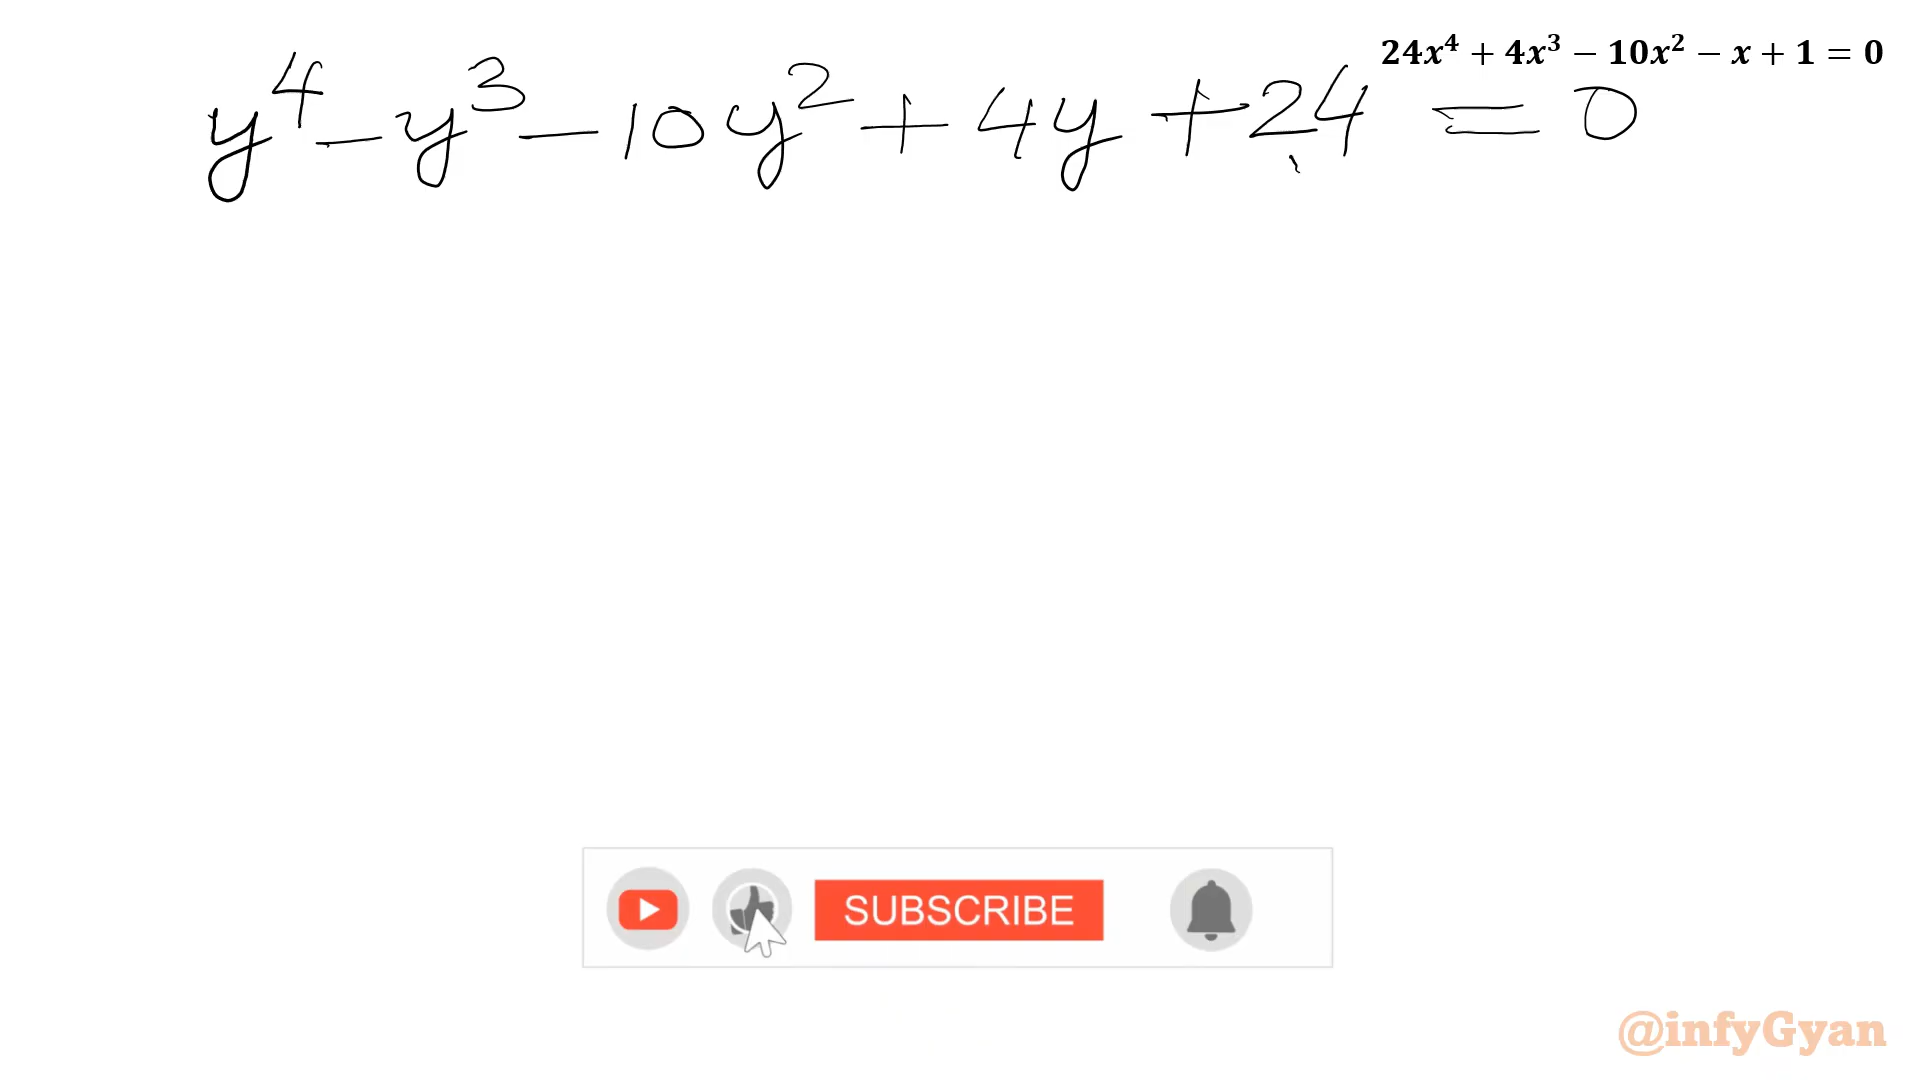 24x⁴ + 4x³ − 10x² − x + 1 = 0
y⁴ − y³ − 10y² + 4y + 24 = 0
SUBSCRIBE
@infyGyan